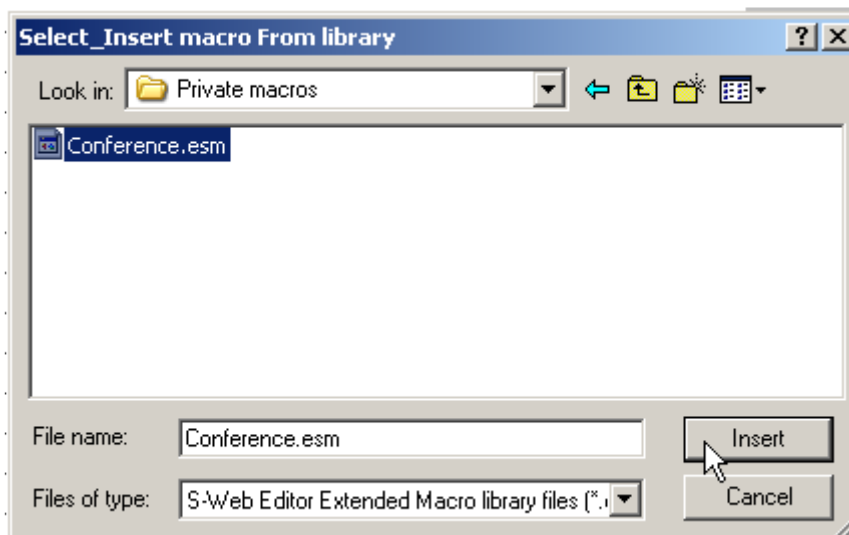 Select_Insert macro From library
Look in: Private macros
Conference.esm
File name: Conference.esm Insert
Files of type: S-Web Editor Extended Macro library files (*. Cancel